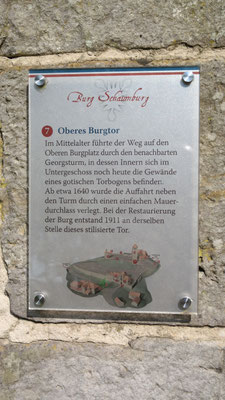 Burg Schaumburg
7 Oberes Burgtor
Im Mittelalter führte der Weg auf den
Oberen Burgplatz durch den benachbarten
Georgsturm, in dessen Innern sich im
Untergeschoss noch heute die Gewände
eines gotischen Torbogens befinden.
Ab etwa 1640 wurde die Auffahrt neben
den Turm durch einen einfachen Mauer-
durchlass verlegt. Bei der Restaurierung
der Burg entstand 1911 an derselben
Stelle dieses stilisierte Tor.